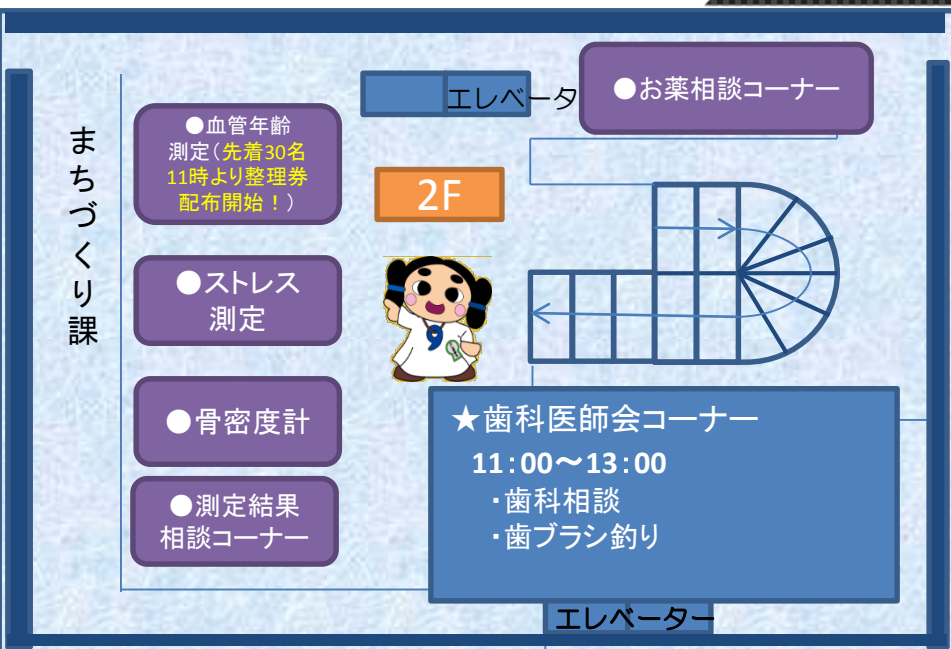 まちづくり課
●血管年齢
測定（先着30名
11時より整理券
配布開始！）
●ストレス
測定
●骨密度計
●測定結果
相談コーナー
エレベータ
2F
●お薬相談コーナー
★歯科医師会コーナー
11：00～13：00
・歯科相談
・歯ブラシ釣り
エレベーター